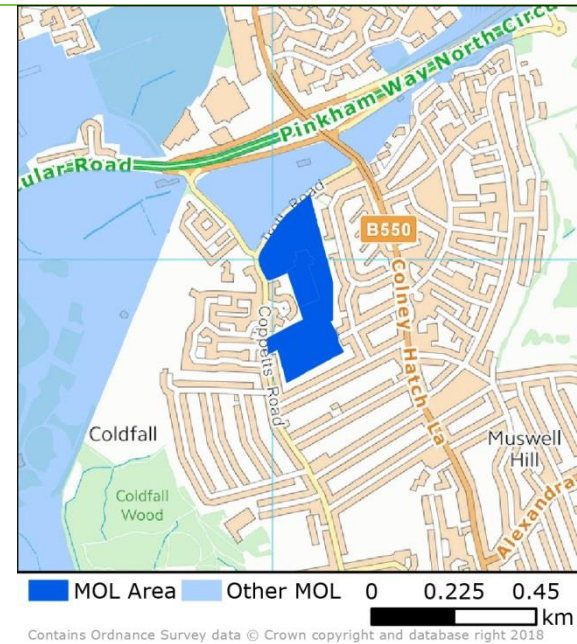 Pinkham Way North Circu
ular Road
Troll Road
B550
Colney Hatch La
Coppetts Road
Coldfall
Muswell
Hill
Coldfall
Wood
Alexandra
MOL Area Other MOL 0 0.225 0.45
km
Contains Ordnance Survey data © Crown copyright and database right 2018